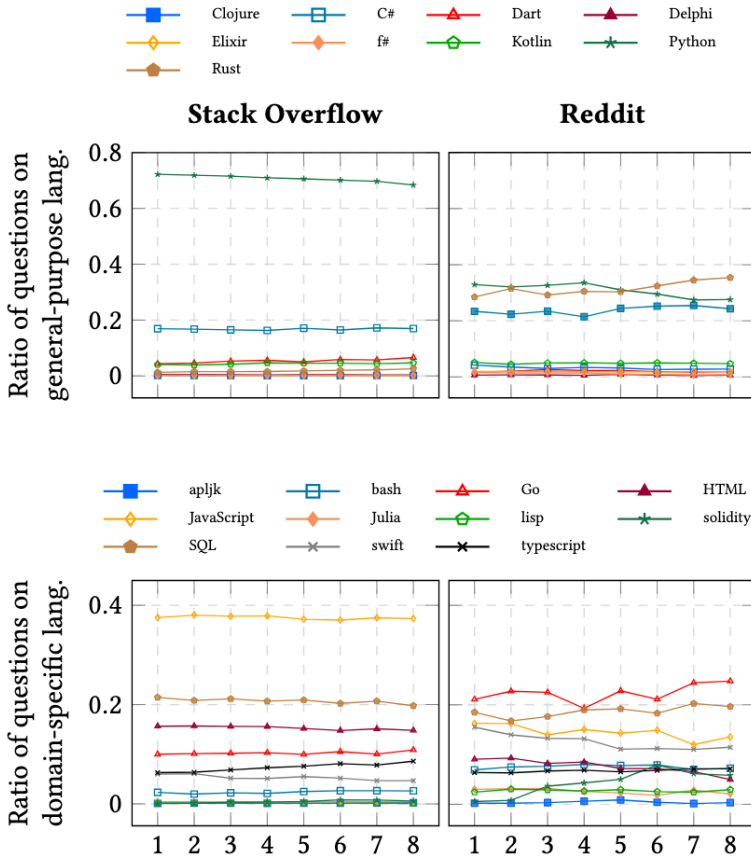 Clojure C# Dart Delphi
Elixir f# Kotlin Python
Rust
Stack Overflow Reddit
Ratio of questions on
general-purpose lang.
0.8
0.6
0.4
0.2
0
apljk bash Go HTML
JavaScript Julia lisp solidity
SQL swift typescript
Ratio of questions on
domain-specific lang.
0.4
0.2
0
1 2 3 4 5 6 7 8 1 2 3 4 5 6 7 8